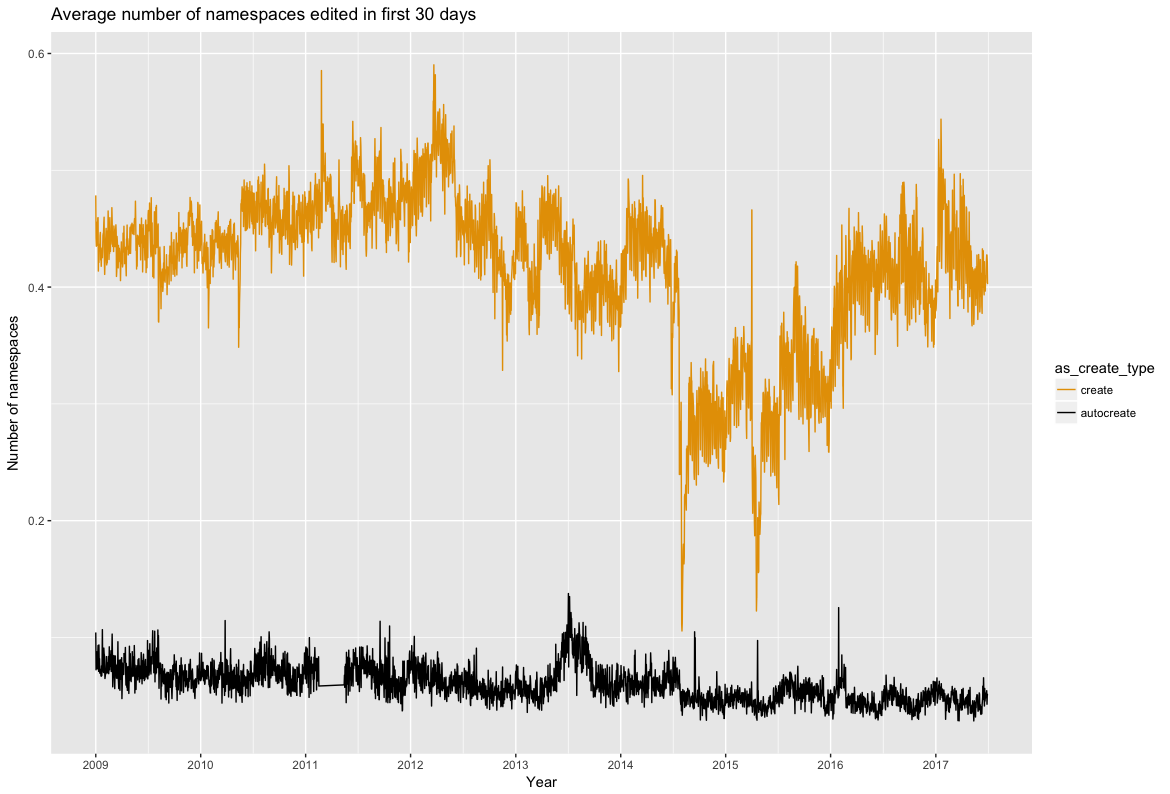 Average number of namespaces edited in first 30 days
Number of namespaces
0.6
0.4
0.2
2009 2010 2011 2012 2013 2014 2015 2016 2017
Year
as_create_type
create
autocreate